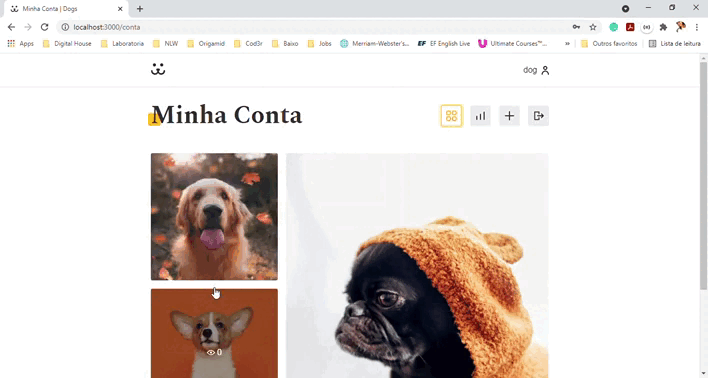 Minha Conta | Dogs
localhost:3000/conta
Apps Digital House Laboratoria NLW Origamid Cod3r Baixo Jobs Merriam-Webster's... EF EF English Live Ultimate Courses™... » Outros favoritos Lista de leitura
dog
Minha Conta
0